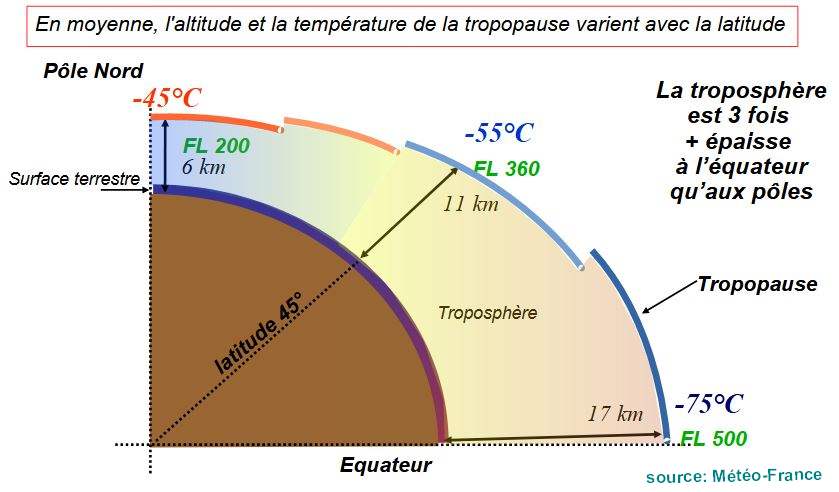 En moyenne, l'altitude et la température de la tropopause varient avec la latitude
Pôle Nord
-45°C
FL 200
6 km
Surface terrestre
-55°C
FL 360
11 km
La troposphère
est 3 fois
+ épaisse
à l'équateur
qu'aux pôles
Tropopause
Troposphère
latitude 45°
17 km
-75°C
FL 500
Equateur
source: Météo-France